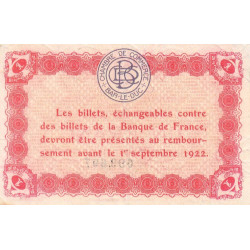 CHAMBRE DE COMMERCE
BAR-LE-DUC
Les billets, échangeables contre
des billets de la Banque de France,
devront être présentés au rembour-
sement avant le 1er septembre 1922.